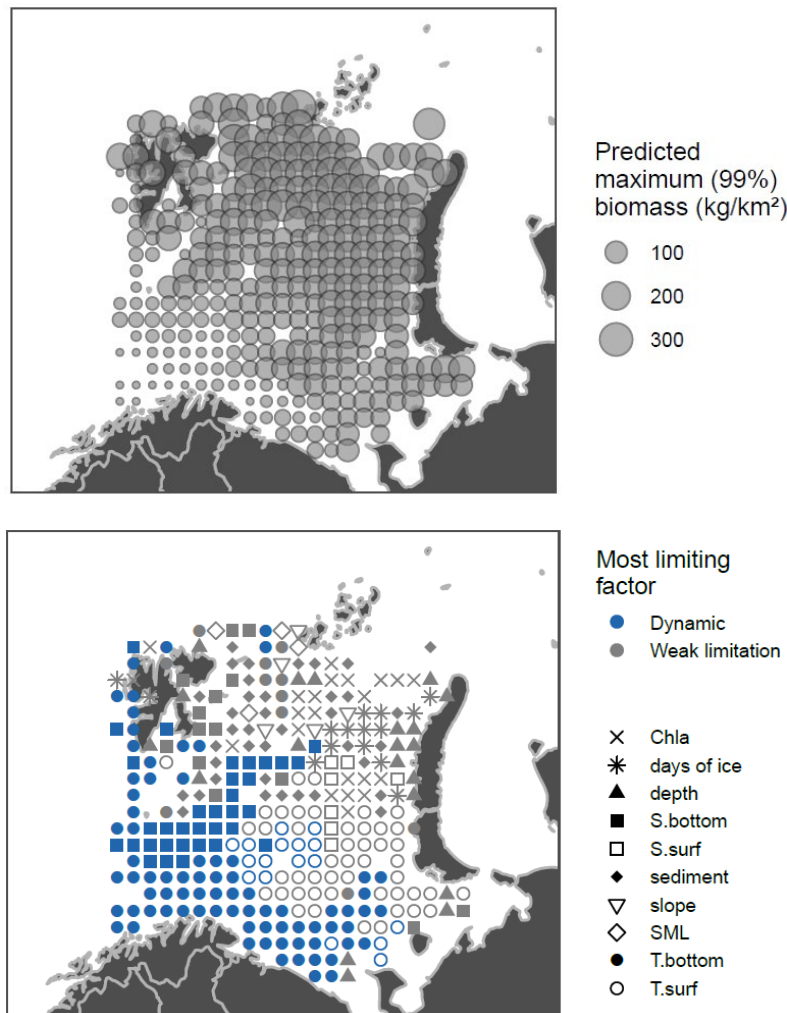 Predicted
maximum (99%)
biomass (kg/km²)
100
200
300
Most limiting
factor
Dynamic
Weak limitation
Chla
days of ice
depth
S.bottom
S.surf
sediment
slope
SML
T.bottom
T.surf